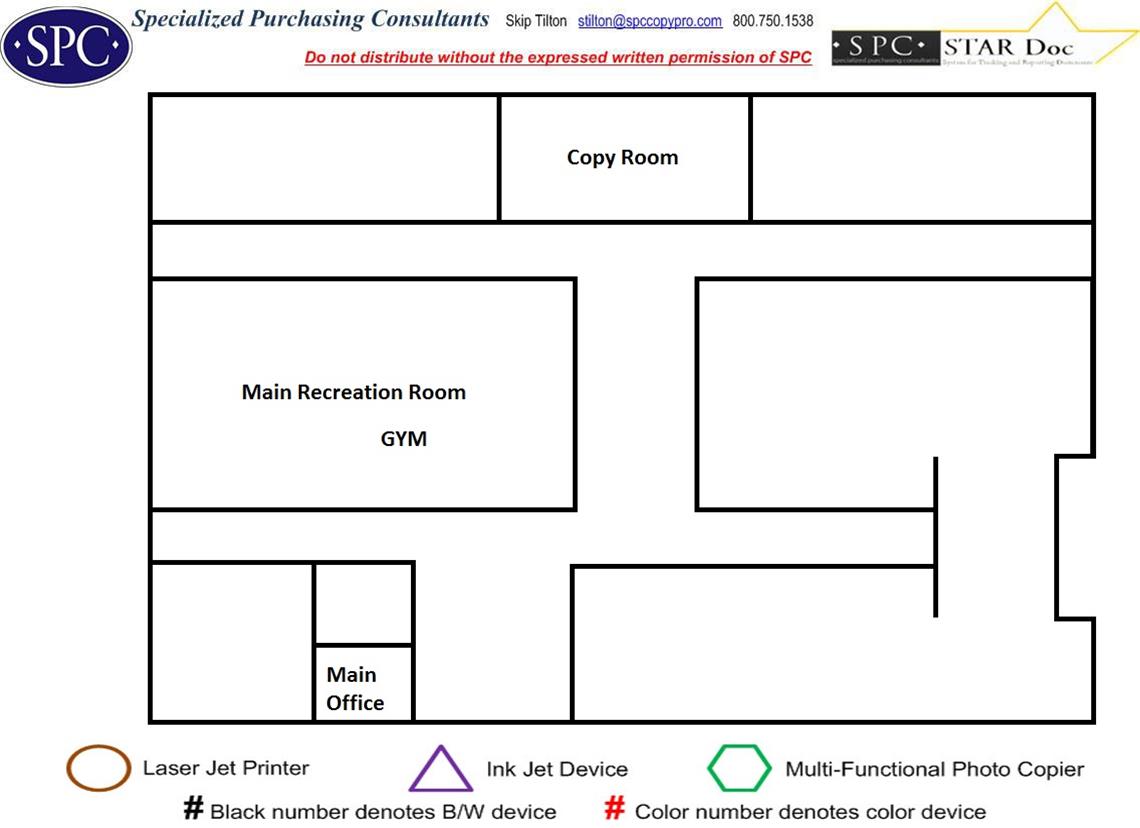 ·SPC·
Specialized Purchasing Consultants Skip Tilton stilton@spccopypro.com 800.750.1538
Do not distribute without the expressed written permission of SPC
·SPC· STAR Doc
specialized purchasing consultants System for Tracking and Reporting Documents
Copy Room
Main Recreation Room
GYM
Main
Office
Laser Jet Printer
Ink Jet Device
Multi-Functional Photo Copier
# Black number denotes B/W device
# Color number denotes color device